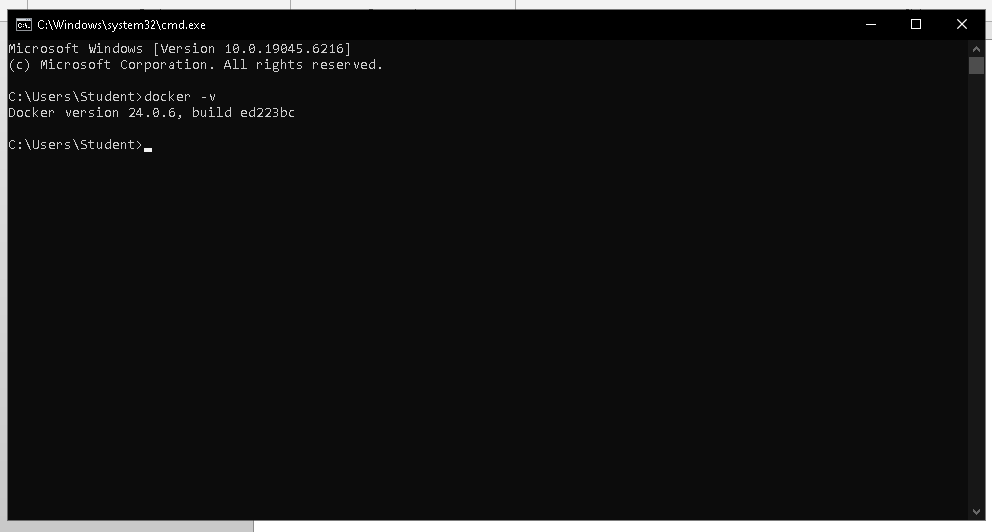 C:\Windows\system32\cmd.exe
Microsoft Windows [Version 10.0.19045.6216]
(c) Microsoft Corporation. All rights reserved.
C:\Users\Student>docker -v
Docker version 24.0.6, build ed223bc
C:\Users\Student>